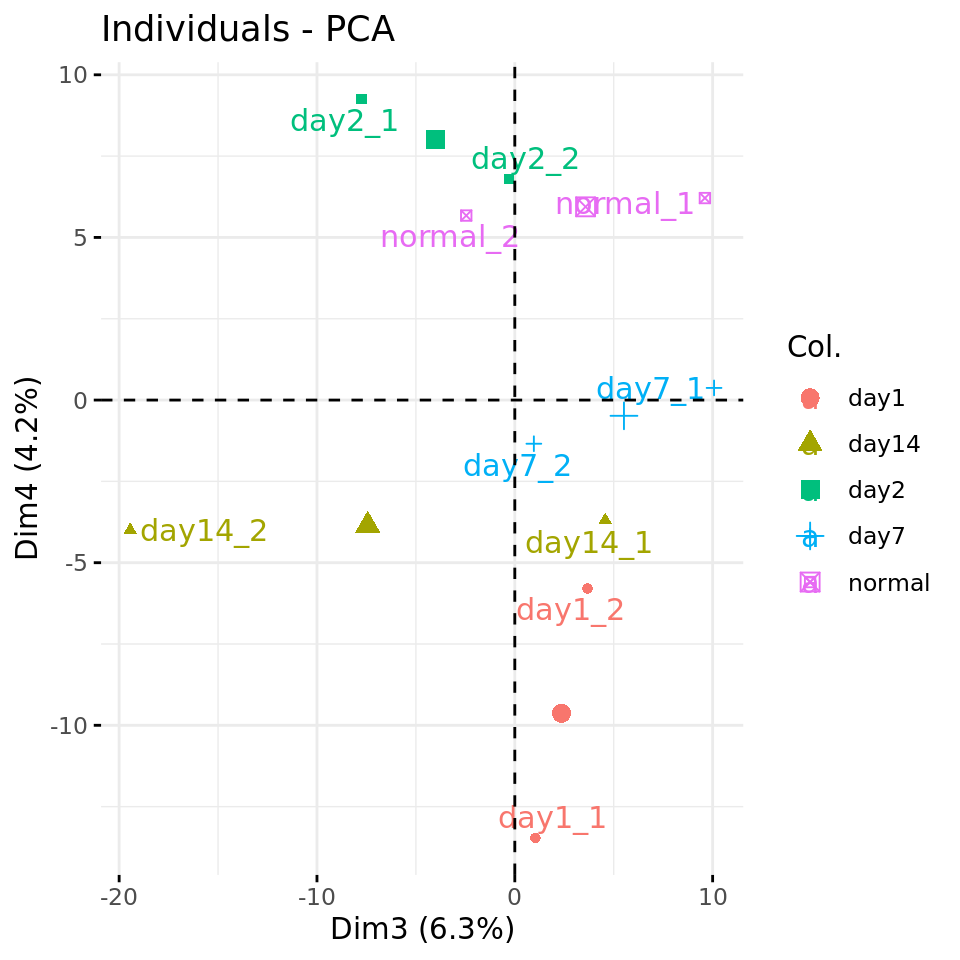 Individuals - PCA
10
5
0
-5
-10
Dim4 (4.2%)
day2_1
day2_2
normal_1
normal_2
day7_1
day7_2
day14_2
day14_1
day1_2
day1_1
-20
-10
0
10
Dim3 (6.3%)
Col.
a day1
a day14
a day2
a day7
a normal